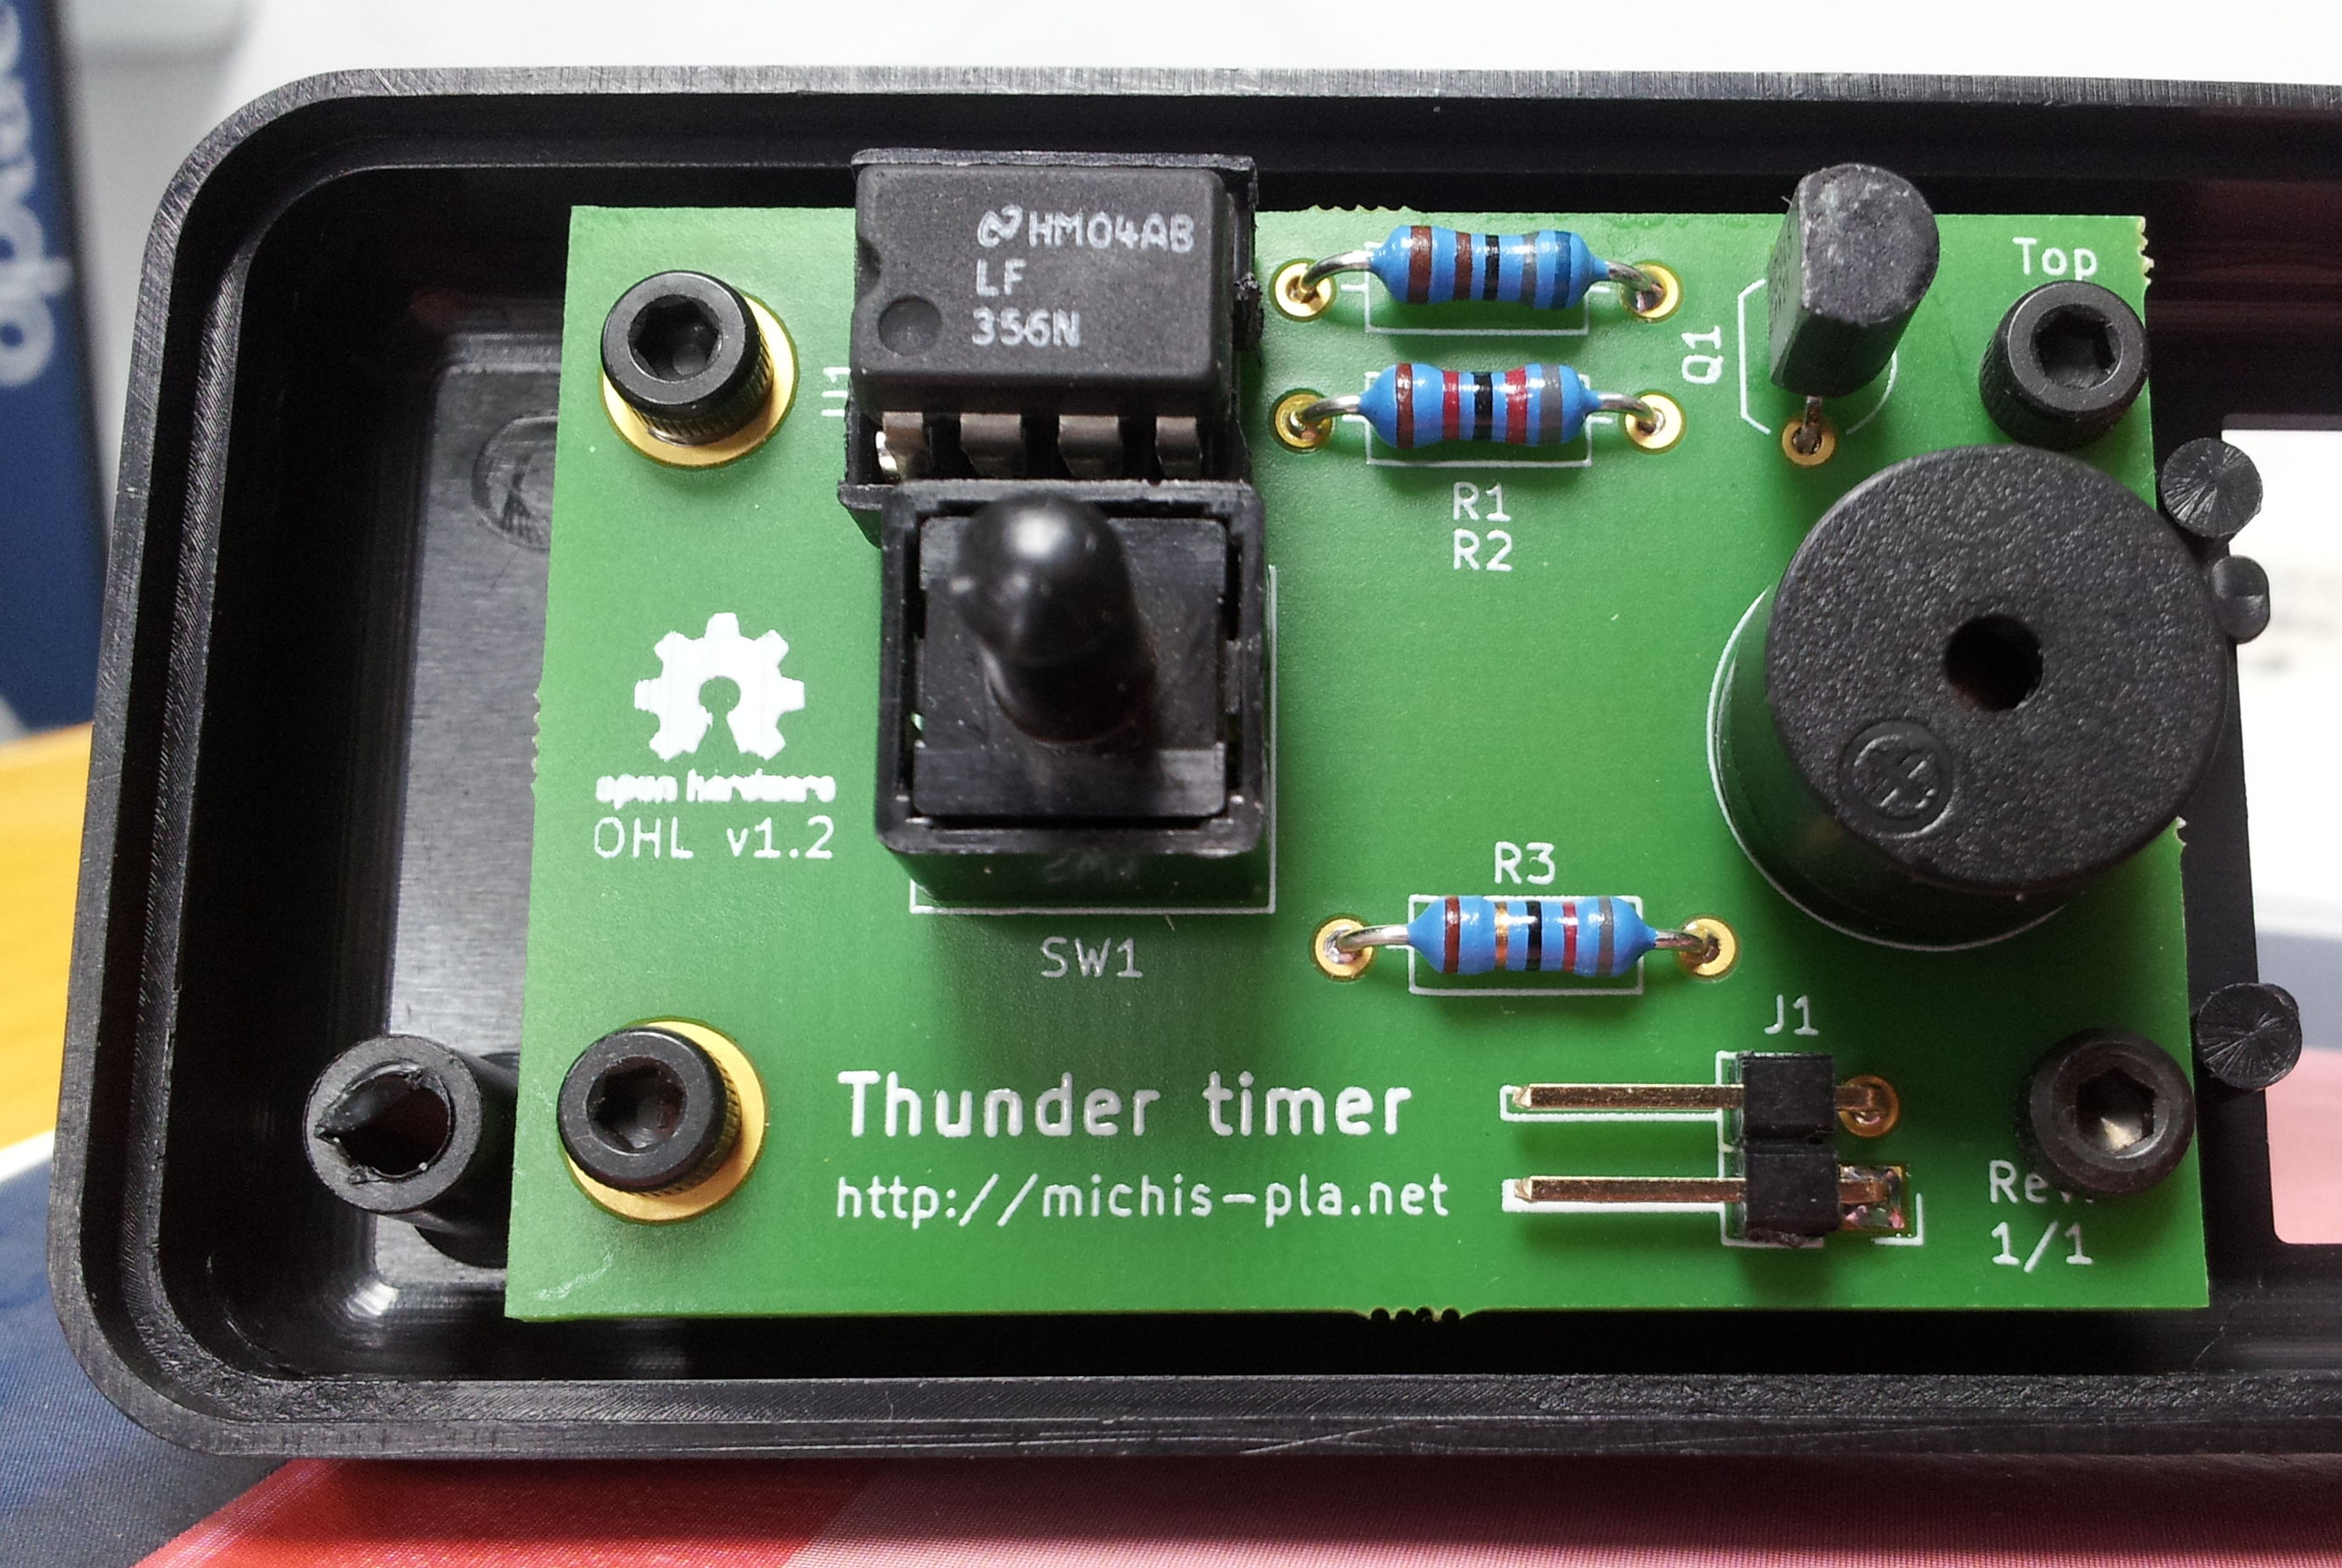 HM04AB
LF
356N
Top
Q1
R1
R2
open hardware
OHL v1.2
R3
SW1
J1
Thunder timer
http://michis-pla.net
Rev.
1/1